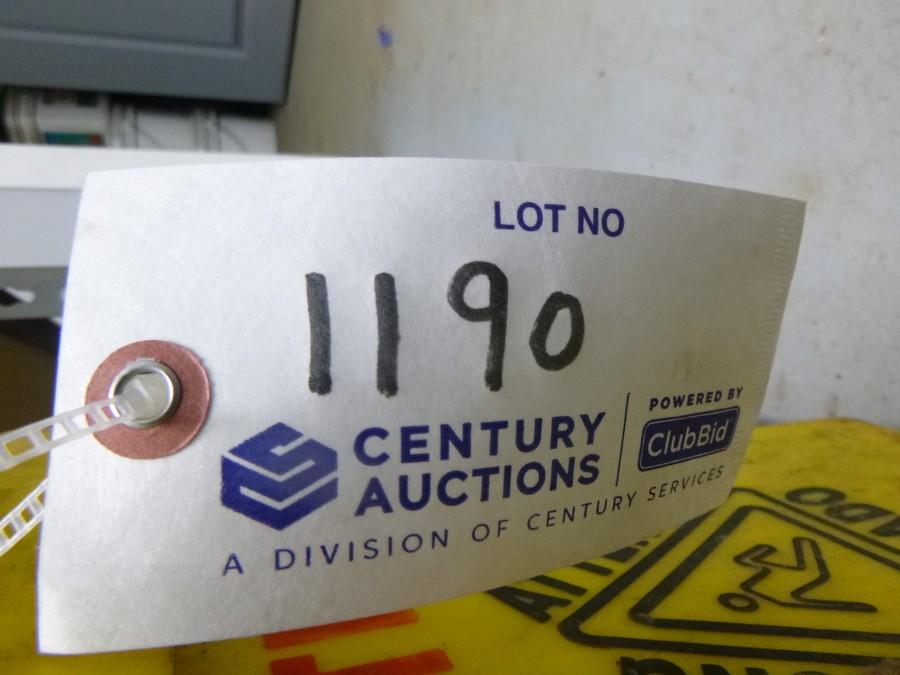 LOT NO
1190
CENTURY
AUCTIONS
POWERED BY
ClubBid
A DIVISION OF CENTURY SERVICES